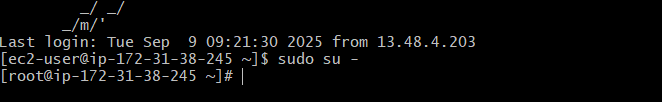 _/ _/
_/m/'
Last login: Tue Sep  9 09:21:30 2025 from 13.48.4.203
[ec2-user@ip-172-31-38-245 ~]$ sudo su -
[root@ip-172-31-38-245 ~]#